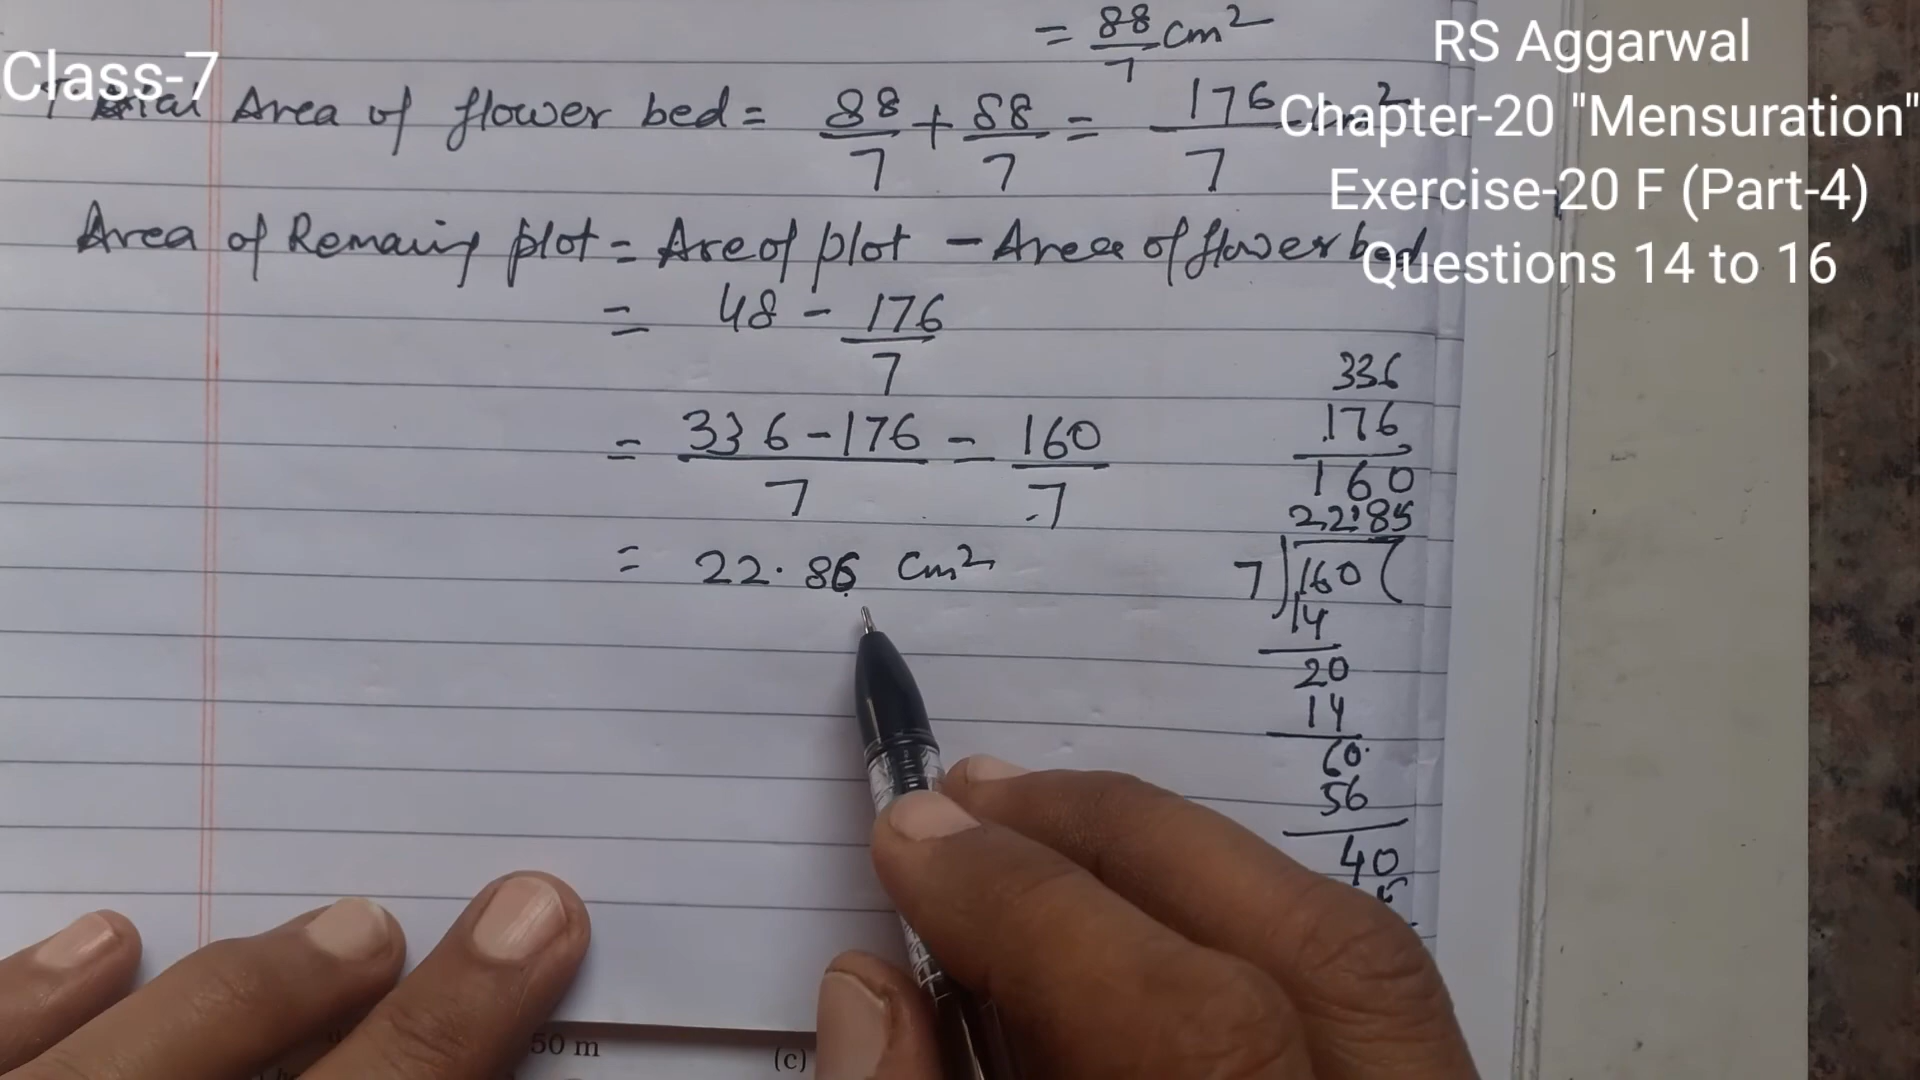 = 88/7 cm²
Class-7
RS Aggarwal
Total Area of flower bed = 88/7 + 88/7 = 176/7 cm²
Chapter-20 "Mensuration"
Exercise-20 F (Part-4)
Area of Remaing plot = Are of plot - Area of flower bed
Questions 14 to 16
= 48 - 176/7
= 336-176/7 = 160/7
= 22.86 cm²
336
176
160
22.85
7)160(
14
20
14
60
56
40
50 m
(c)